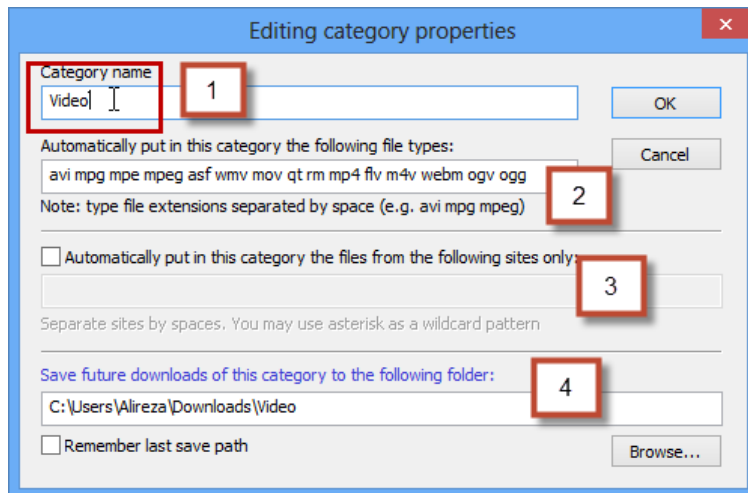 Editing category properties
Category name
1
Video
OK
Automatically put in this category the following file types:
Cancel
avi mpg mpe mpeg asf wmv mov qt rm mp4 flv m4v webm ogv ogg
2
Note: type file extensions separated by space (e.g. avi mpg mpeg)
Automatically put in this category the files from the following sites only:
3
Separate sites by spaces. You may use asterisk as a wildcard pattern
Save future downloads of this category to the following folder:
4
C:\Users\Alireza\Downloads\Video
Remember last save path
Browse...